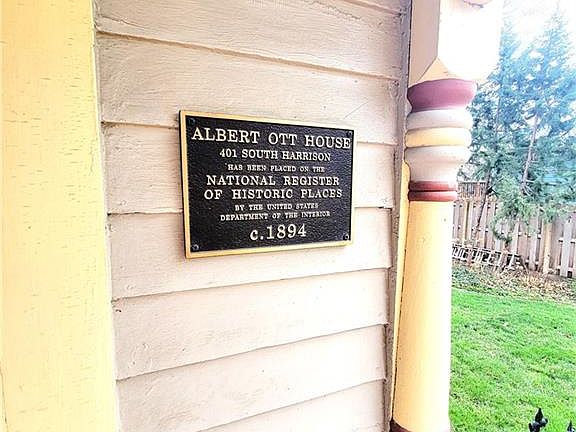 ALBERT OTT HOUSE
401 SOUTH HARRISON
HAS BEEN PLACED ON THE
NATIONAL REGISTER
OF HISTORIC PLACES
BY THE UNITED STATES
DEPARTMENT OF THE INTERIOR
c.1894